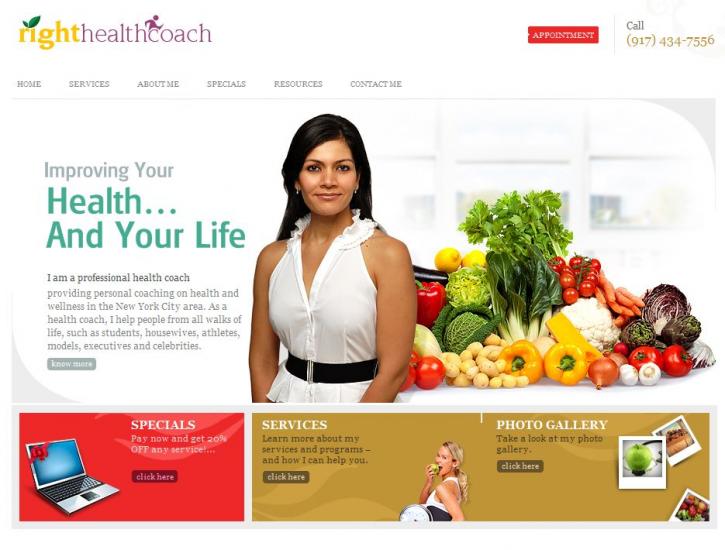 righthealthcoach
APPOINTMENT
Call
(917) 434-7556
HOME SERVICES ABOUT ME SPECIALS RESOURCES CONTACT ME
Improving Your
Health...
And Your Life
I am a professional health coach
providing personal coaching on health and
wellness in the New York City area. As a
health coach, I help people from all walks of
life, such as students, housewives, athletes,
models, executives and celebrities.
know more
SPECIALS
Pay now and get 20%
OFF any service!...
click here
SERVICES
Learn more about my
services and programs –
and how I can help you.
click here
PHOTO GALLERY
Take a look at my photo
gallery.
click here